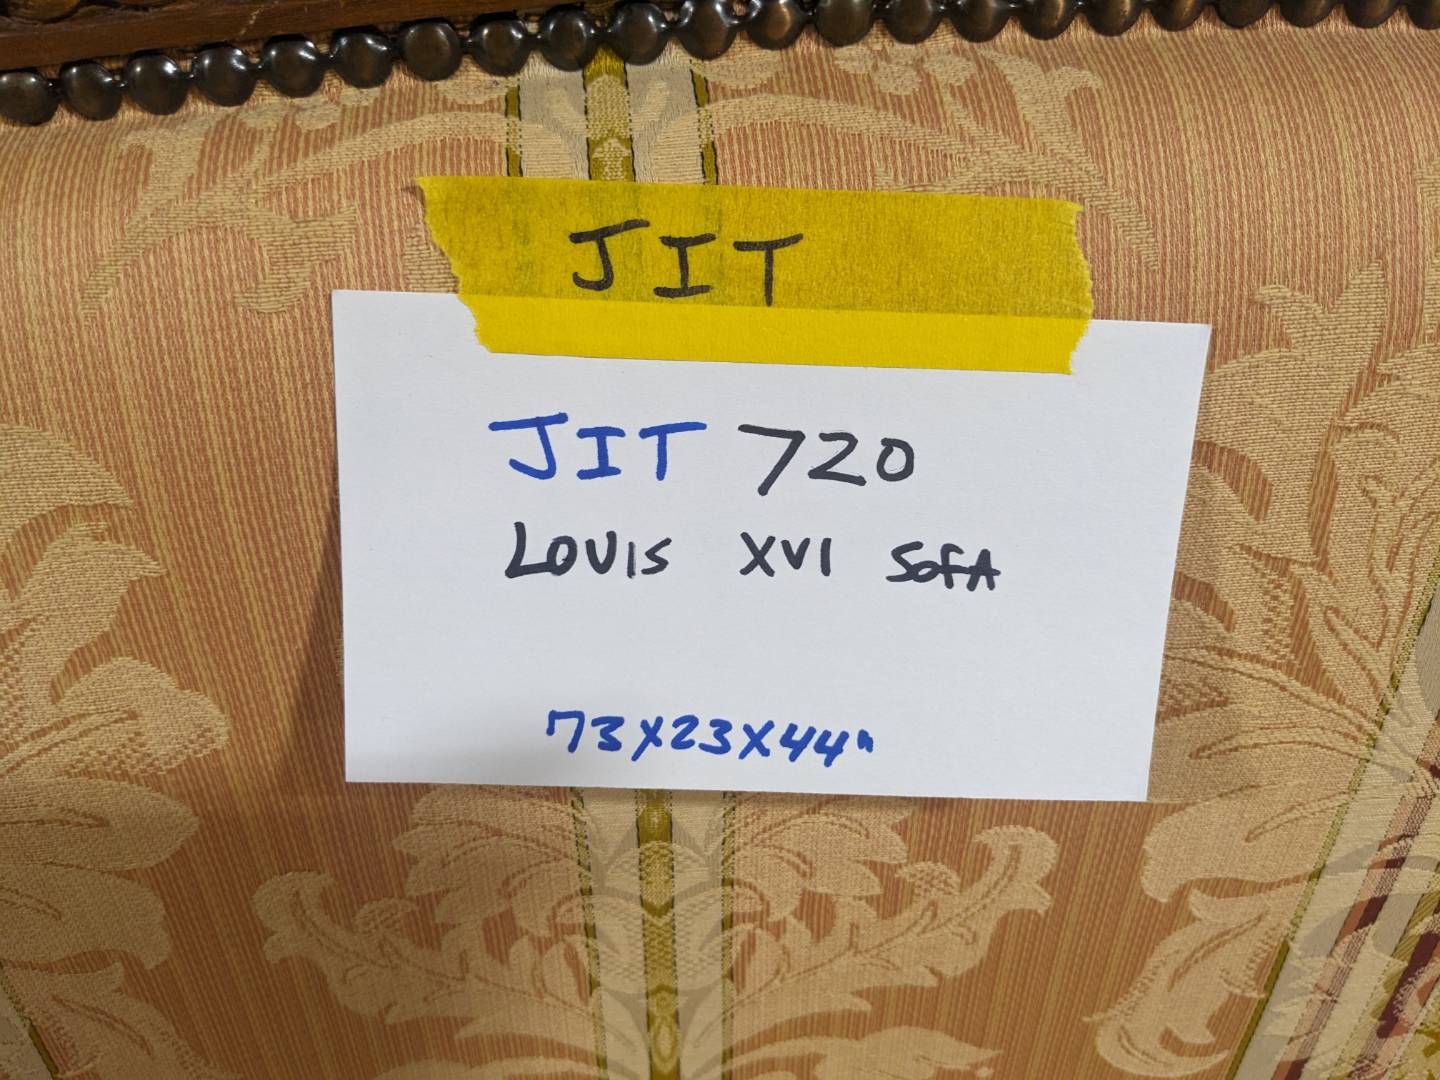 JIT
JIT 720
LOUIS XVI SOFA
73X23X44"